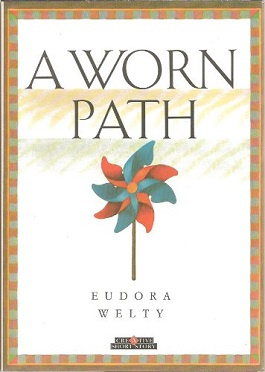 A WORN
PATH
EUDORA
WELTY
CREATIVE
SHORT STORY